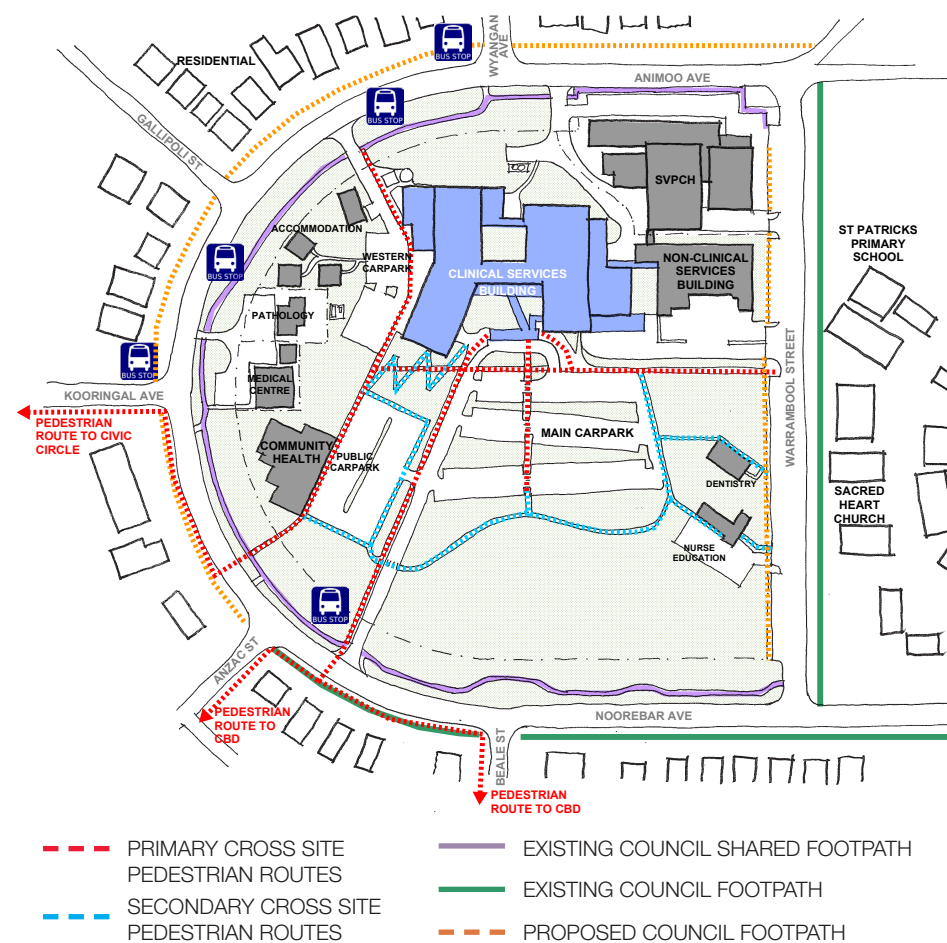 BUS STOP
WYANGAN
AVE
RESIDENTIAL
ANIMOO AVE
BUS STOP
GALLIPOLI ST
SVPCH
ACCOMMODATION
ST PATRICKS
PRIMARY
SCHOOL
WESTERN
CARPARK
NON-CLINICAL
SERVICES
BUILDING
BUS STOP
CLINICAL SERVICES
BUILDING
PATHOLOGY
BUS STOP
MEDICAL
CENTRE
KOORINGAL AVE
WARRAMBOOL STREET
PEDESTRIAN
ROUTE TO CIVIC
CIRCLE
COMMUNITY
HEALTH
PUBLIC
CARPARK
MAIN CARPARK
DENTISTRY
SACRED
HEART
CHURCH
NURSE
EDUCATION
BUS STOP
ANZAC ST
PEDESTRIAN
ROUTE TO
CBD
NOOREBAR AVE
BEALE ST
PEDESTRIAN
ROUTE TO CBD
PRIMARY CROSS SITE
PEDESTRIAN ROUTES
SECONDARY CROSS SITE
PEDESTRIAN ROUTES
EXISTING COUNCIL SHARED FOOTPATH
EXISTING COUNCIL FOOTPATH
PROPOSED COUNCIL FOOTPATH